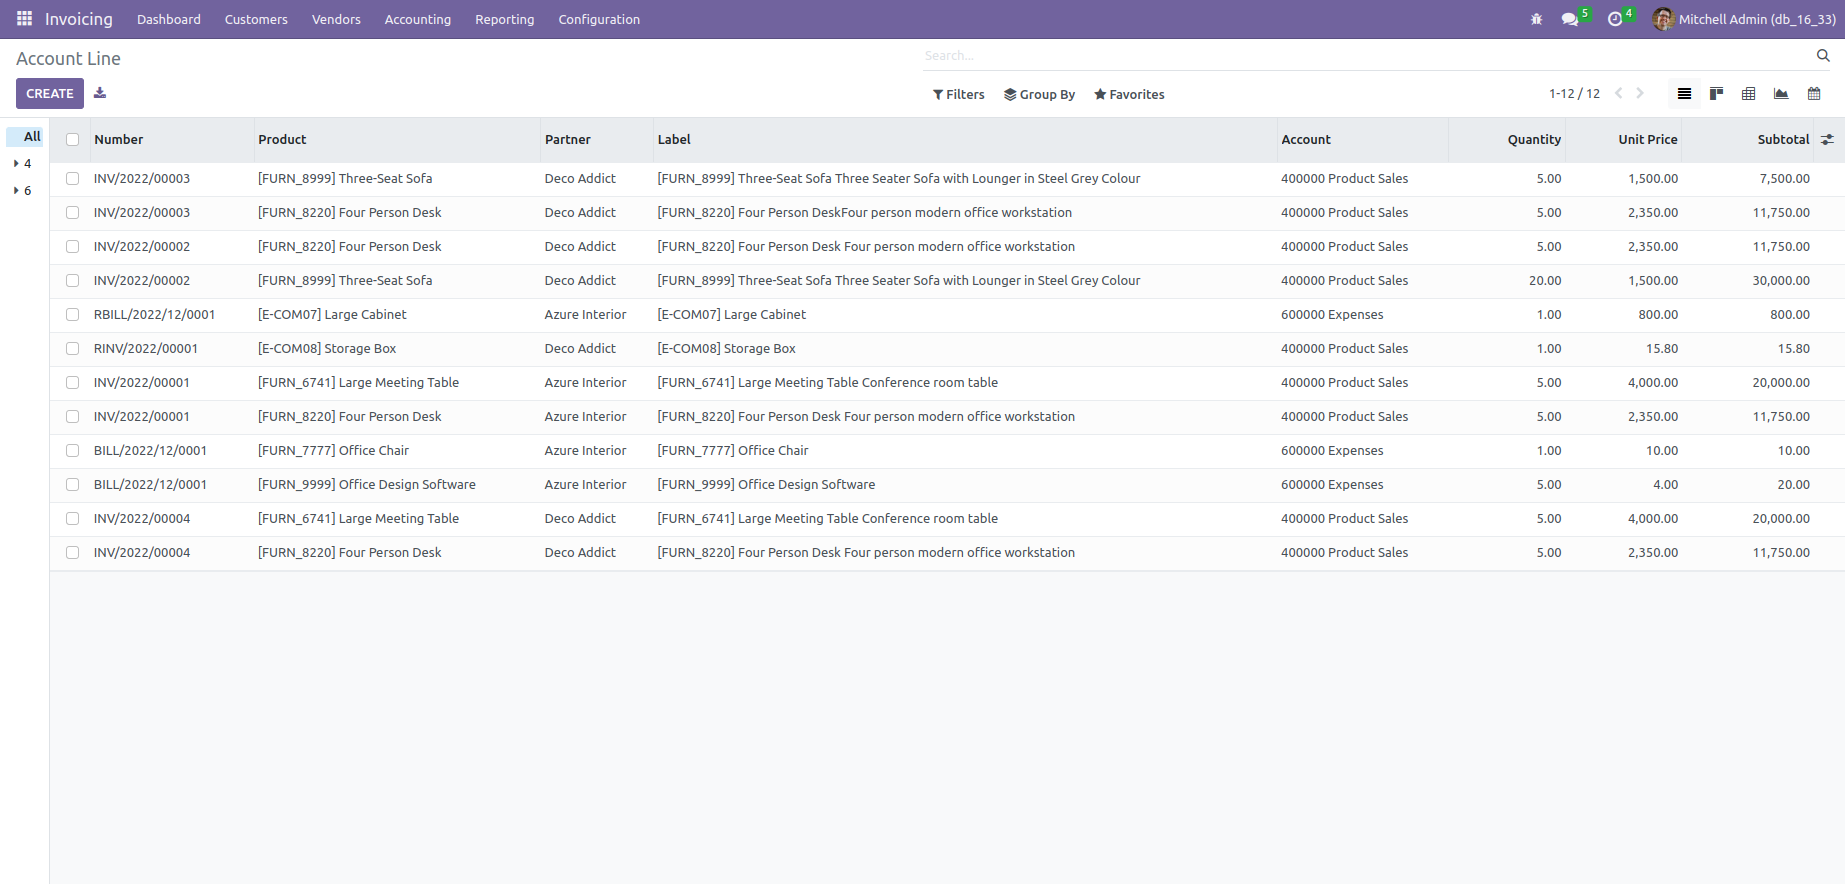 Invoicing Dashboard Customers Vendors Accounting Reporting Configuration 5 4 Mitchell Admin (db_16_33)
Account Line Search...
CREATE Filters Group By Favorites 1-12 / 12
All Number Product Partner Label Account Quantity Unit Price Subtotal
4
6
INV/2022/00003 [FURN_8999] Three-Seat Sofa Deco Addict [FURN_8999] Three-Seat Sofa Three Seater Sofa with Lounger in Steel Grey Colour 400000 Product Sales 5.00 1,500.00 7,500.00
INV/2022/00003 [FURN_8220] Four Person Desk Deco Addict [FURN_8220] Four Person DeskFour person modern office workstation 400000 Product Sales 5.00 2,350.00 11,750.00
INV/2022/00002 [FURN_8220] Four Person Desk Deco Addict [FURN_8220] Four Person Desk Four person modern office workstation 400000 Product Sales 5.00 2,350.00 11,750.00
INV/2022/00002 [FURN_8999] Three-Seat Sofa Deco Addict [FURN_8999] Three-Seat Sofa Three Seater Sofa with Lounger in Steel Grey Colour 400000 Product Sales 20.00 1,500.00 30,000.00
RBILL/2022/12/0001 [E-COM07] Large Cabinet Azure Interior [E-COM07] Large Cabinet 600000 Expenses 1.00 800.00 800.00
RINV/2022/00001 [E-COM08] Storage Box Deco Addict [E-COM08] Storage Box 400000 Product Sales 1.00 15.80 15.80
INV/2022/00001 [FURN_6741] Large Meeting Table Azure Interior [FURN_6741] Large Meeting Table Conference room table 400000 Product Sales 5.00 4,000.00 20,000.00
INV/2022/00001 [FURN_8220] Four Person Desk Azure Interior [FURN_8220] Four Person Desk Four person modern office workstation 400000 Product Sales 5.00 2,350.00 11,750.00
BILL/2022/12/0001 [FURN_7777] Office Chair Azure Interior [FURN_7777] Office Chair 600000 Expenses 1.00 10.00 10.00
BILL/2022/12/0001 [FURN_9999] Office Design Software Azure Interior [FURN_9999] Office Design Software 600000 Expenses 5.00 4.00 20.00
INV/2022/00004 [FURN_6741] Large Meeting Table Deco Addict [FURN_6741] Large Meeting Table Conference room table 400000 Product Sales 5.00 4,000.00 20,000.00
INV/2022/00004 [FURN_8220] Four Person Desk Deco Addict [FURN_8220] Four Person Desk Four person modern office workstation 400000 Product Sales 5.00 2,350.00 11,750.00